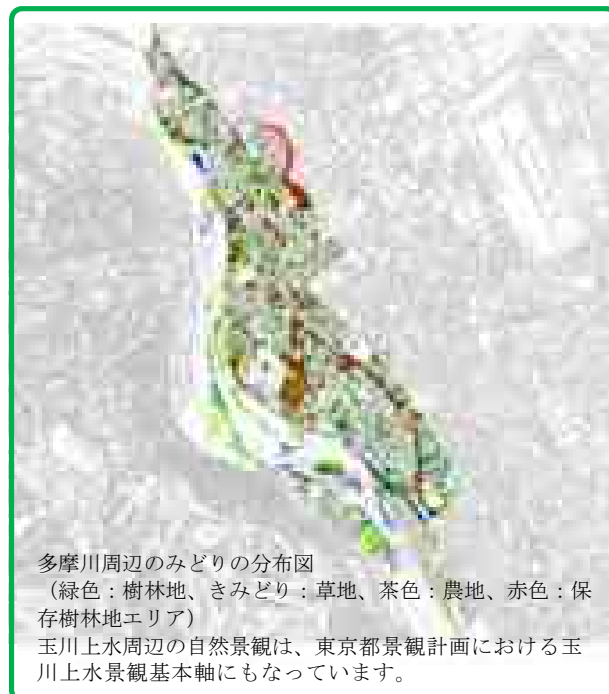 多摩川周辺のみどりの分布図
（緑色：樹林地、きみどり：草地、茶色：農地、赤色：保
存樹林地エリア）
玉川上水周辺の自然景観は、東京都景観計画における玉
川上水景観基本軸にもなっています。